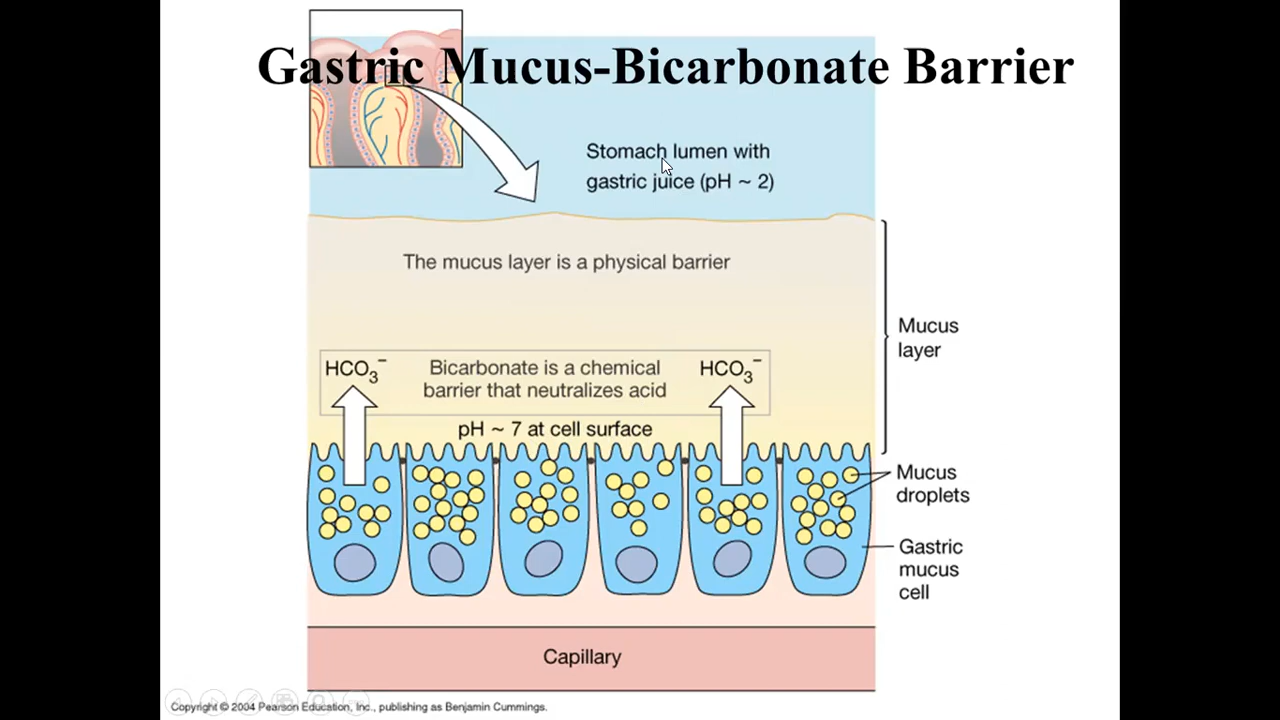 Gastric Mucus-Bicarbonate Barrier
Stomach lumen with
gastric juice (pH ~ 2)
The mucus layer is a physical barrier
Mucus
layer
HCO₃⁻
Bicarbonate is a chemical
barrier that neutralizes acid
HCO₃⁻
pH ~ 7 at cell surface
Mucus
droplets
Gastric
mucus
cell
Capillary
Copyright © 2004 Pearson Education, Inc., publishing as Benjamin Cummings.